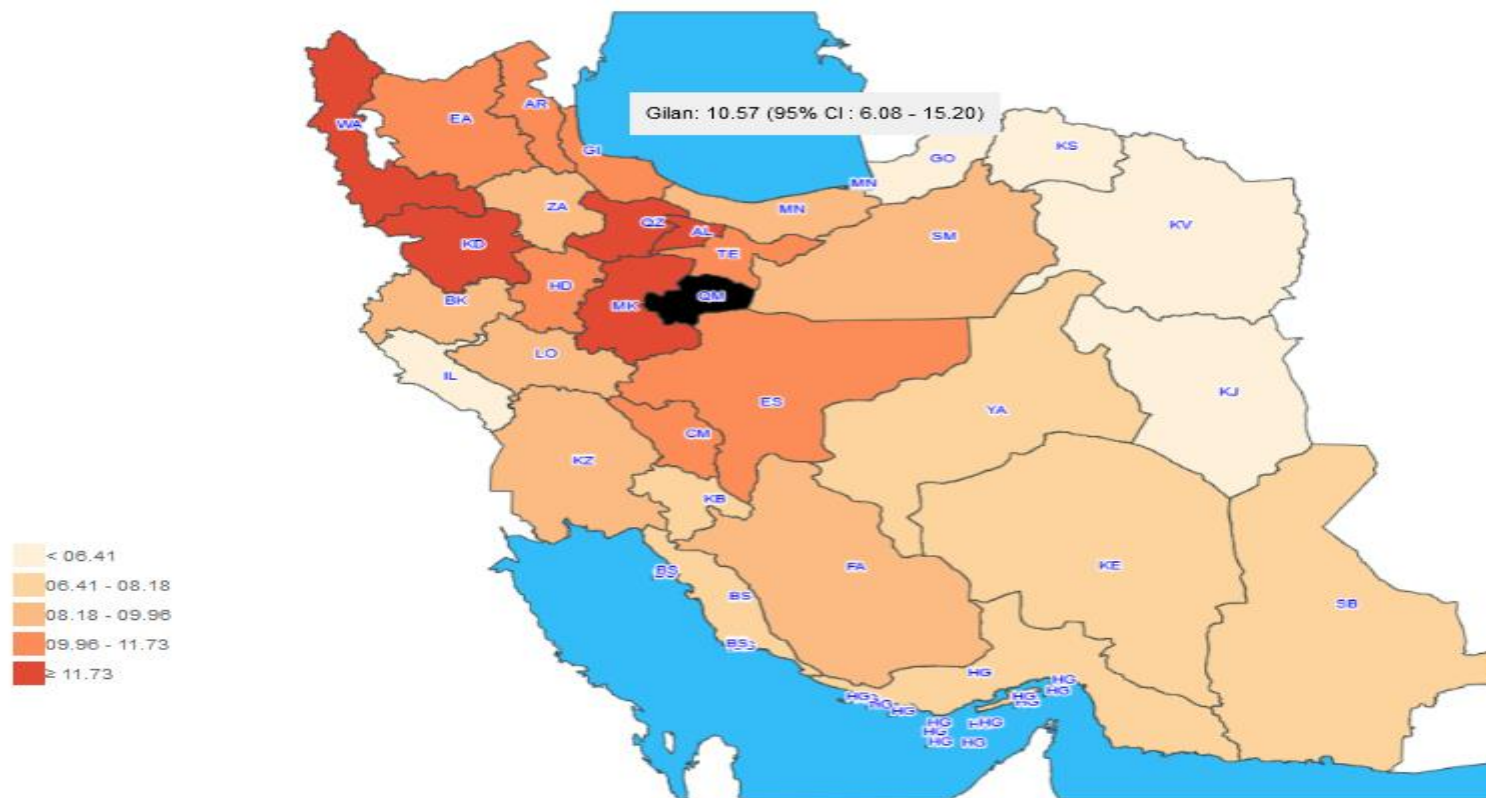 Gilan: 10.57 (95% CI : 6.08 - 15.20)
AR
EA
WA
GI
GO
KS
MN
ZA
MN
QZ
AL
KV
SM
KD
TE
HD
QM
BK
MK
LO
IL
KJ
ES
YA
CM
KZ
KB
FA
KE
BS
BS
SB
BS
HG
HG
HG
HG
HG
HG
HG
HG
HG
HG
HG
HG
< 06.41
06.41 - 08.18
08.18 - 09.96
09.96 - 11.73
≥ 11.73